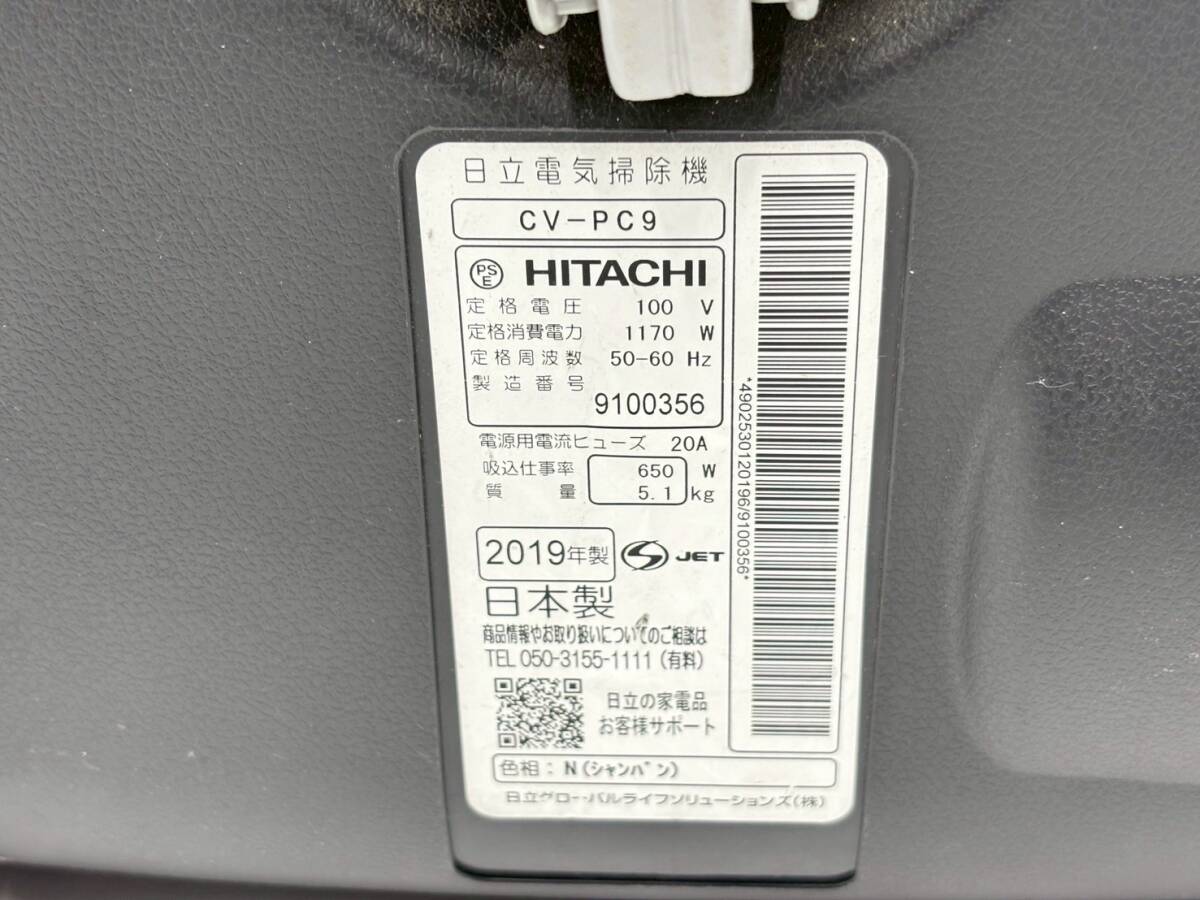 日立電気掃除機
CV-PC9
PSE HITACHI
定格電圧 100 V
定格消費電力 1170 W
定格周波数 50-60 Hz
製造番号
9100356
電源用電流ヒューズ 20A
吸込仕事率 650 W
質量 5.1 kg
2019年製 S JET
日本製
商品情報やお取り扱いについてのご相談は
TEL 050-3155-1111 (有料)
日立の家電品
お客様サポート
色相：N(シャンパン)
日立グローバルライフソリューションズ(株)
*4902530120196/9100356*